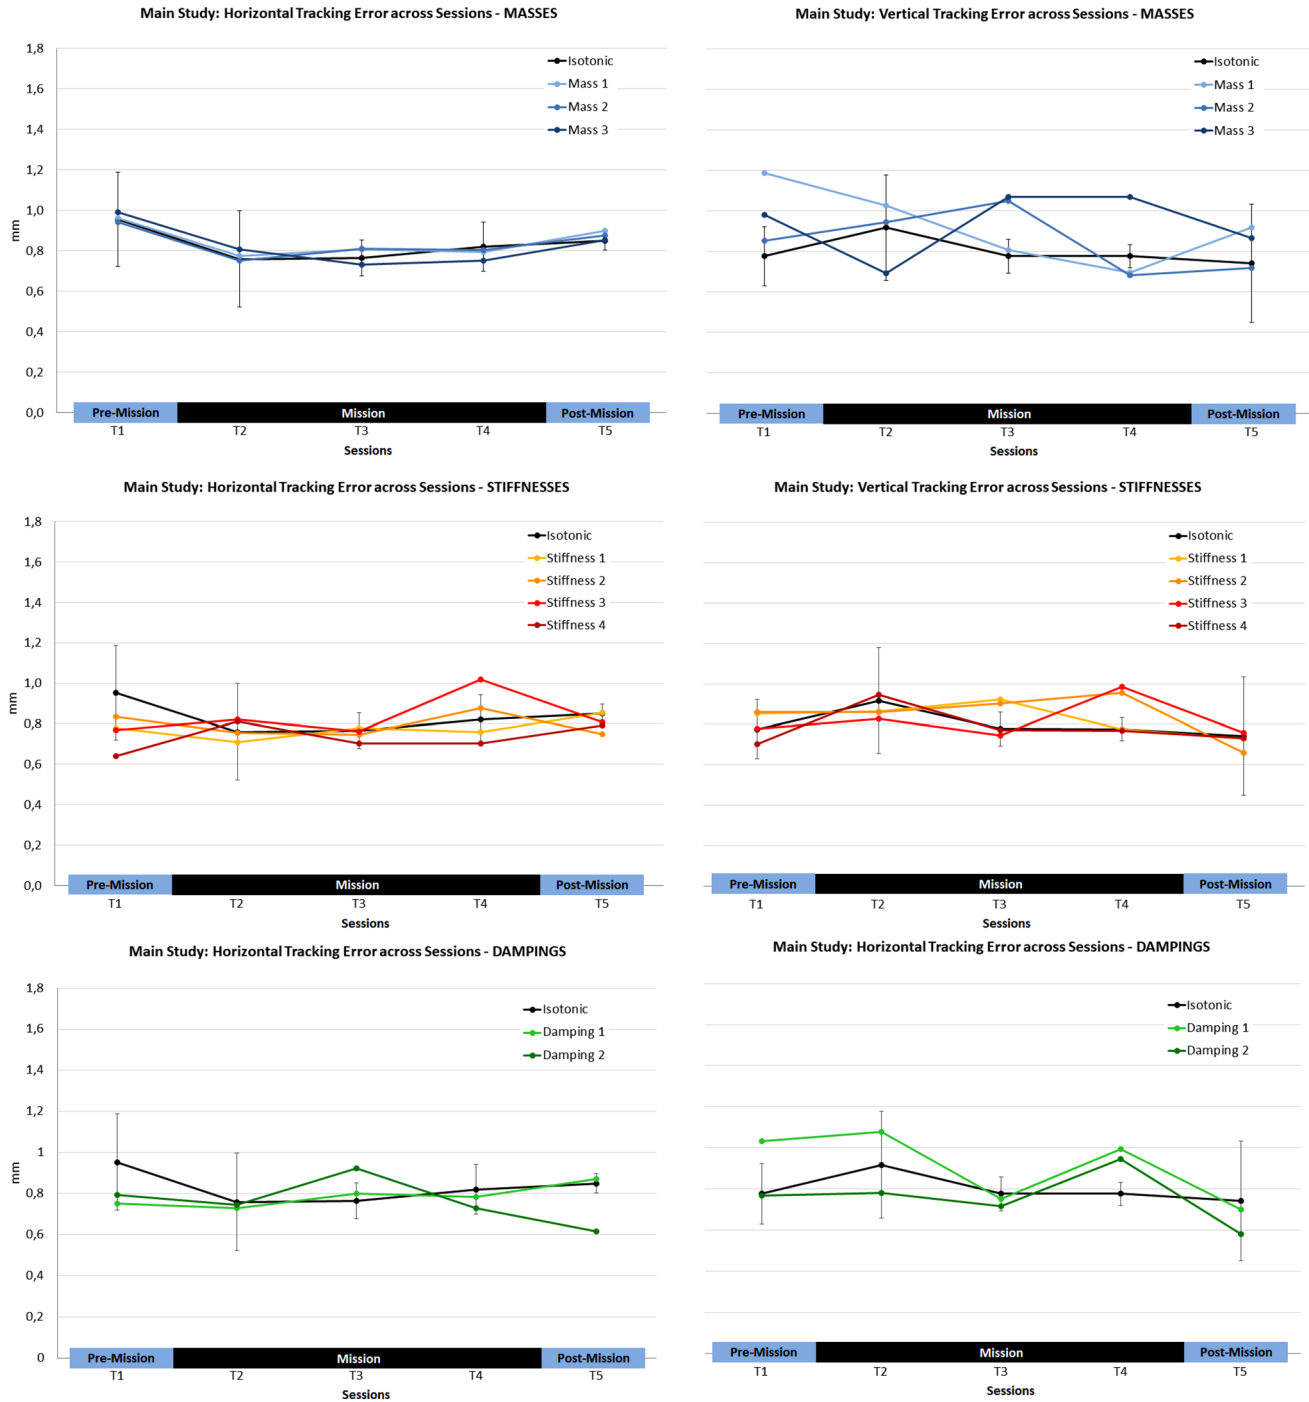 Main Study: Horizontal Tracking Error across Sessions - MASSES
1,8
1,6
1,4
1,2
1,0
0,8
0,6
0,4
0,2
0,0
mm
Isotonic
Mass 1
Mass 2
Mass 3
Pre-Mission
Mission
Post-Mission
T1
T2
T3
T4
T5
Sessions
Main Study: Vertical Tracking Error across Sessions - MASSES
Isotonic
Mass 1
Mass 2
Mass 3
Pre-Mission
Mission
Post-Mission
T1
T2
T3
T4
T5
Sessions
Main Study: Horizontal Tracking Error across Sessions - STIFFNESSES
1,8
1,6
1,4
1,2
1,0
0,8
0,6
0,4
0,2
0,0
mm
Isotonic
Stiffness 1
Stiffness 2
Stiffness 3
Stiffness 4
Pre-Mission
Mission
Post-Mission
T1
T2
T3
T4
T5
Sessions
Main Study: Vertical Tracking Error across Sessions - STIFFNESSES
Isotonic
Stiffness 1
Stiffness 2
Stiffness 3
Stiffness 4
Pre-Mission
Mission
Post-Mission
T1
T2
T3
T4
T5
Sessions
Main Study: Horizontal Tracking Error across Sessions - DAMPINGS
1,8
1,6
1,4
1,2
1
0,8
0,6
0,4
0,2
0
mm
Isotonic
Damping 1
Damping 2
Pre-Mission
Mission
Post-Mission
T1
T2
T3
T4
T5
Sessions
Main Study: Horizontal Tracking Error across Sessions - DAMPINGS
Isotonic
Damping 1
Damping 2
Pre-Mission
Mission
Post-Mission
T1
T2
T3
T4
T5
Sessions